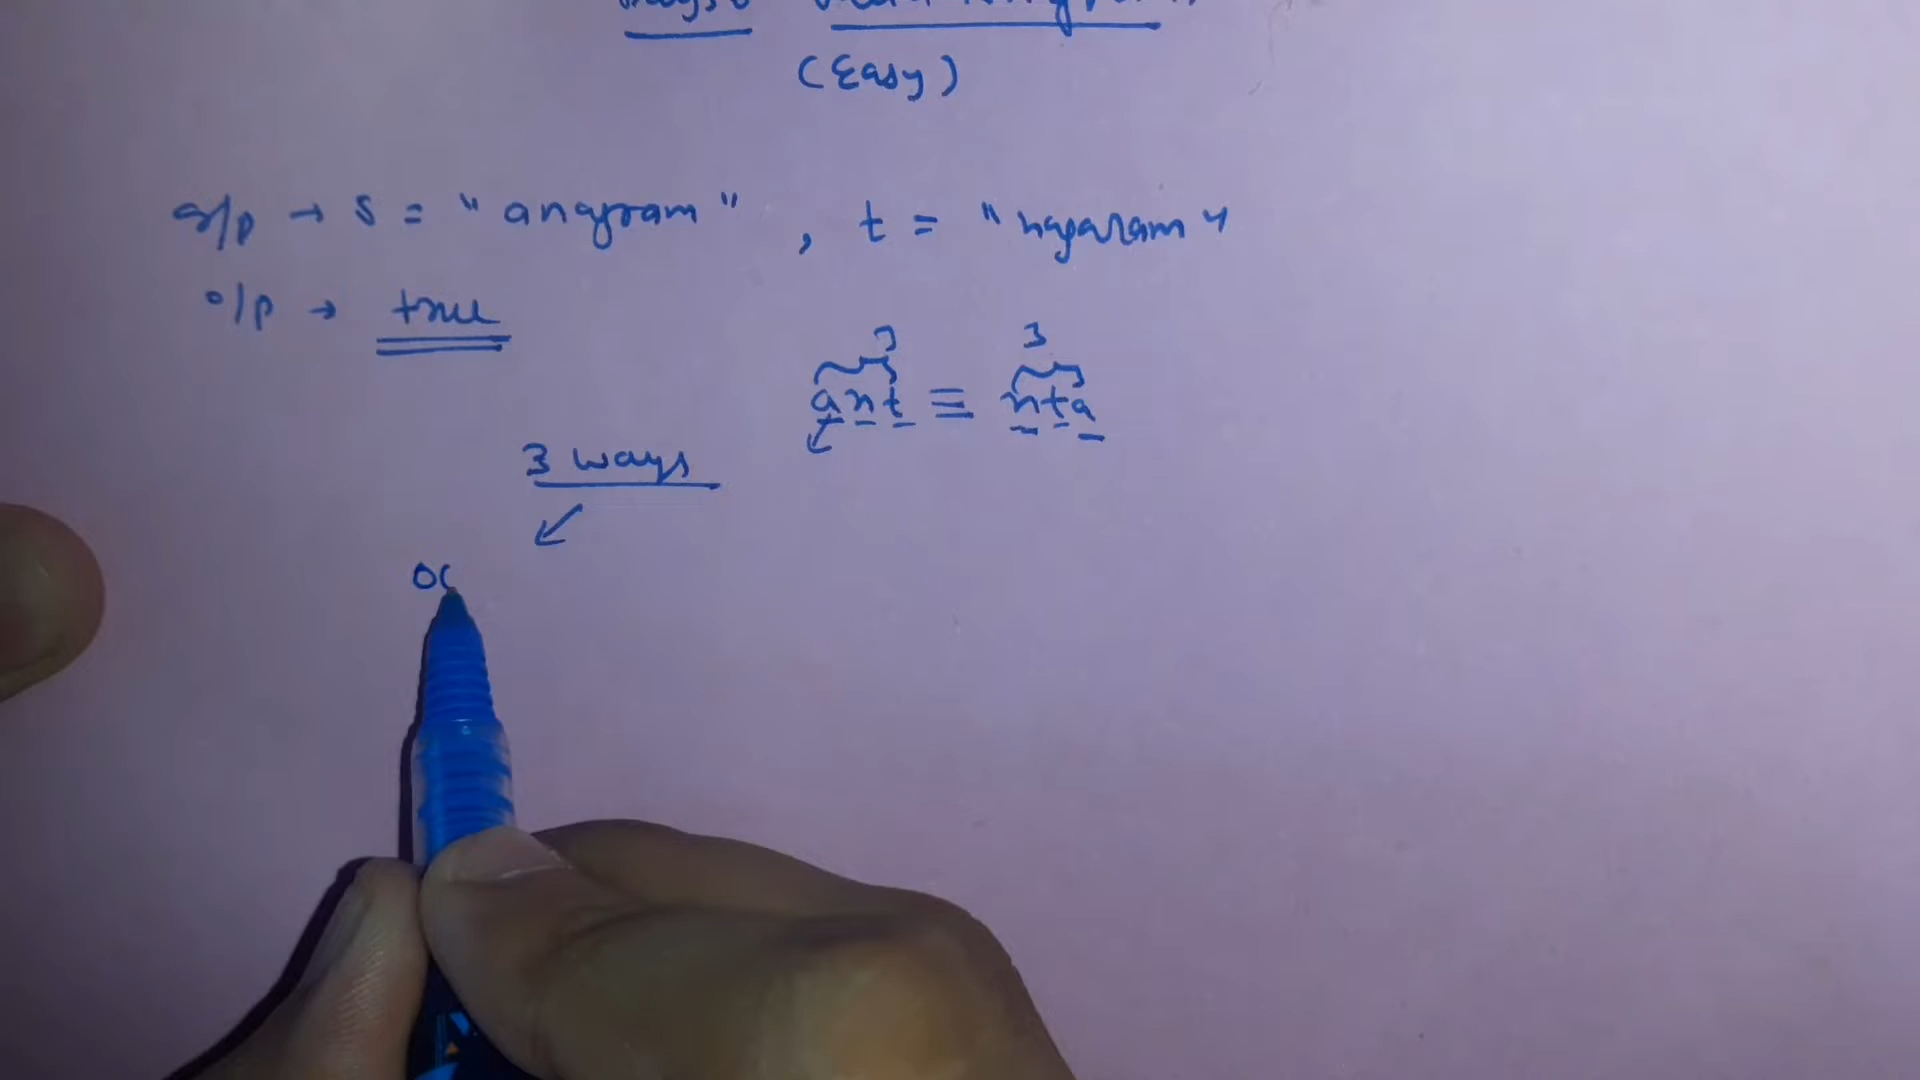 (Easy)
i/p → s = "anagram" , t = "nagaram"
o/p → true
3 3
ant ≡ nta
3 ways
O(